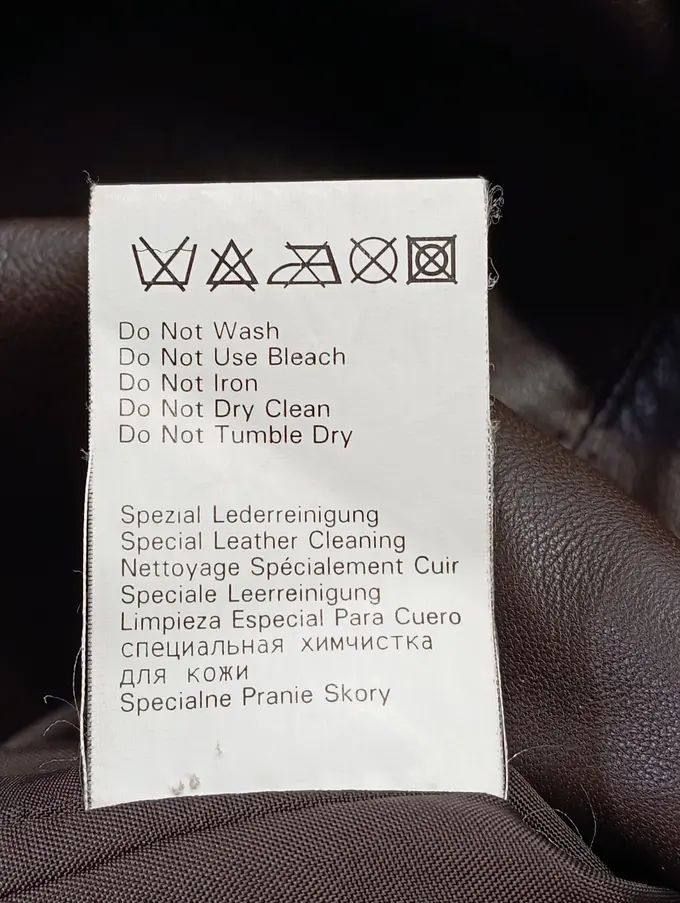 Do Not Wash
Do Not Use Bleach
Do Not Iron
Do Not Dry Clean
Do Not Tumble Dry
Spezial Lederreinigung
Special Leather Cleaning
Nettoyage Spécialement Cuir
Speciale Leerreinigung
Limpieza Especial Para Cuero
специальная химчистка
для кожи
Specialne Pranie Skory